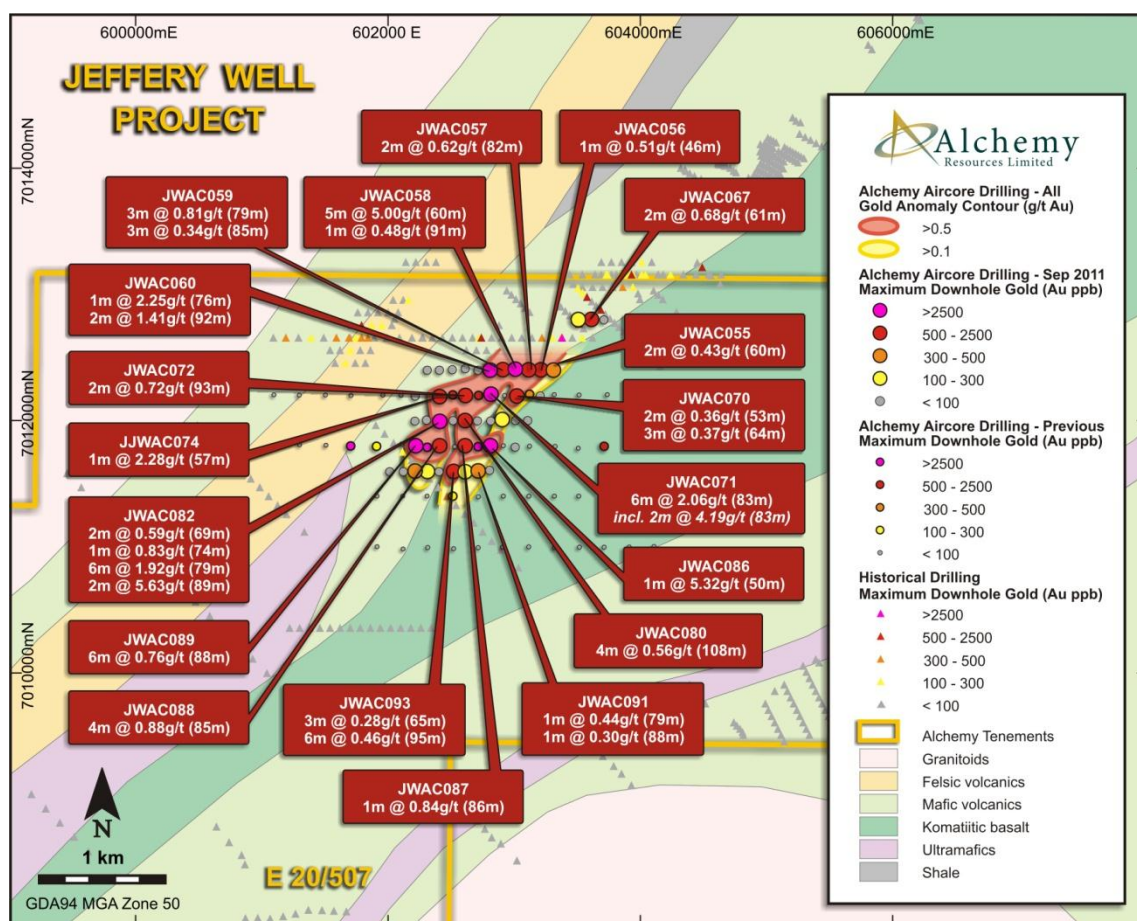 600000mE
602000 E
604000mE
606000mE
JEFFERY WELL
PROJECT
7014000mN
7012000mN
7010000mN
JWAC057
2m @ 0.62g/t (82m)
JWAC056
1m @ 0.51g/t (46m)
JWAC059
3m @ 0.81g/t (79m)
3m @ 0.34g/t (85m)
JWAC058
5m @ 5.00g/t (60m)
1m @ 0.48g/t (91m)
JWAC067
2m @ 0.68g/t (61m)
JWAC060
1m @ 2.25g/t (76m)
2m @ 1.41g/t (92m)
JWAC055
2m @ 0.43g/t (60m)
JWAC072
2m @ 0.72g/t (93m)
JWAC070
2m @ 0.36g/t (53m)
3m @ 0.37g/t (64m)
JJWAC074
1m @ 2.28g/t (57m)
JWAC071
6m @ 2.06g/t (83m)
incl. 2m @ 4.19g/t (83m)
JWAC082
2m @ 0.59g/t (69m)
1m @ 0.83g/t (74m)
6m @ 1.92g/t (79m)
2m @ 5.63g/t (89m)
JWAC086
1m @ 5.32g/t (50m)
JWAC089
6m @ 0.76g/t (88m)
JWAC080
4m @ 0.56g/t (108m)
JWAC088
4m @ 0.88g/t (85m)
JWAC093
3m @ 0.28g/t (65m)
6m @ 0.46g/t (95m)
JWAC091
1m @ 0.44g/t (79m)
1m @ 0.30g/t (88m)
JWAC087
1m @ 0.84g/t (86m)
N
1 km
GDA94 MGA Zone 50
E 20/507
Alchemy
Resources Limited
Alchemy Aircore Drilling - All
Gold Anomaly Contour (g/t Au)
>0.5
>0.1
Alchemy Aircore Drilling - Sep 2011
Maximum Downhole Gold (Au ppb)
>2500
500 - 2500
300 - 500
100 - 300
< 100
Alchemy Aircore Drilling - Previous
Maximum Downhole Gold (Au ppb)
>2500
500 - 2500
300 - 500
100 - 300
< 100
Historical Drilling
Maximum Downhole Gold (Au ppb)
>2500
500 - 2500
300 - 500
100 - 300
< 100
Alchemy Tenements
Granitoids
Felsic volcanics
Mafic volcanics
Komatiitic basalt
Ultramafics
Shale